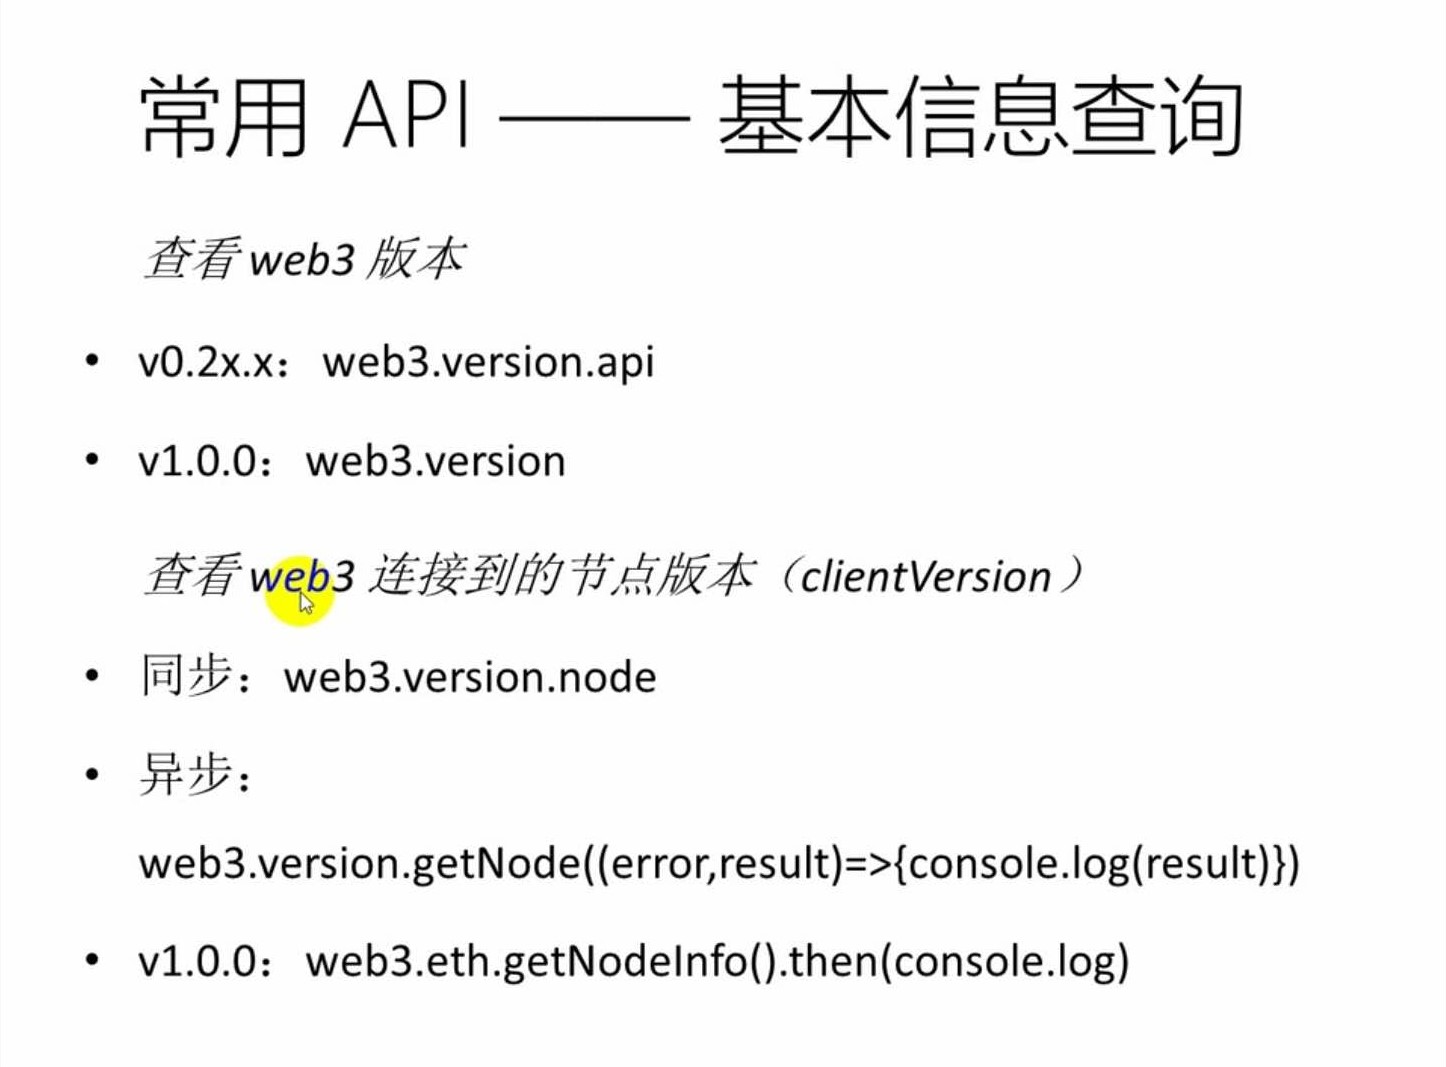 常用 API —— 基本信息查询
查看 web3 版本
• v0.2x.x：web3.version.api
• v1.0.0：web3.version
查看 web3 连接到的节点版本（clientVersion）
• 同步：web3.version.node
• 异步：
web3.version.getNode((error,result)=>{console.log(result)})
• v1.0.0：web3.eth.getNodeInfo().then(console.log)